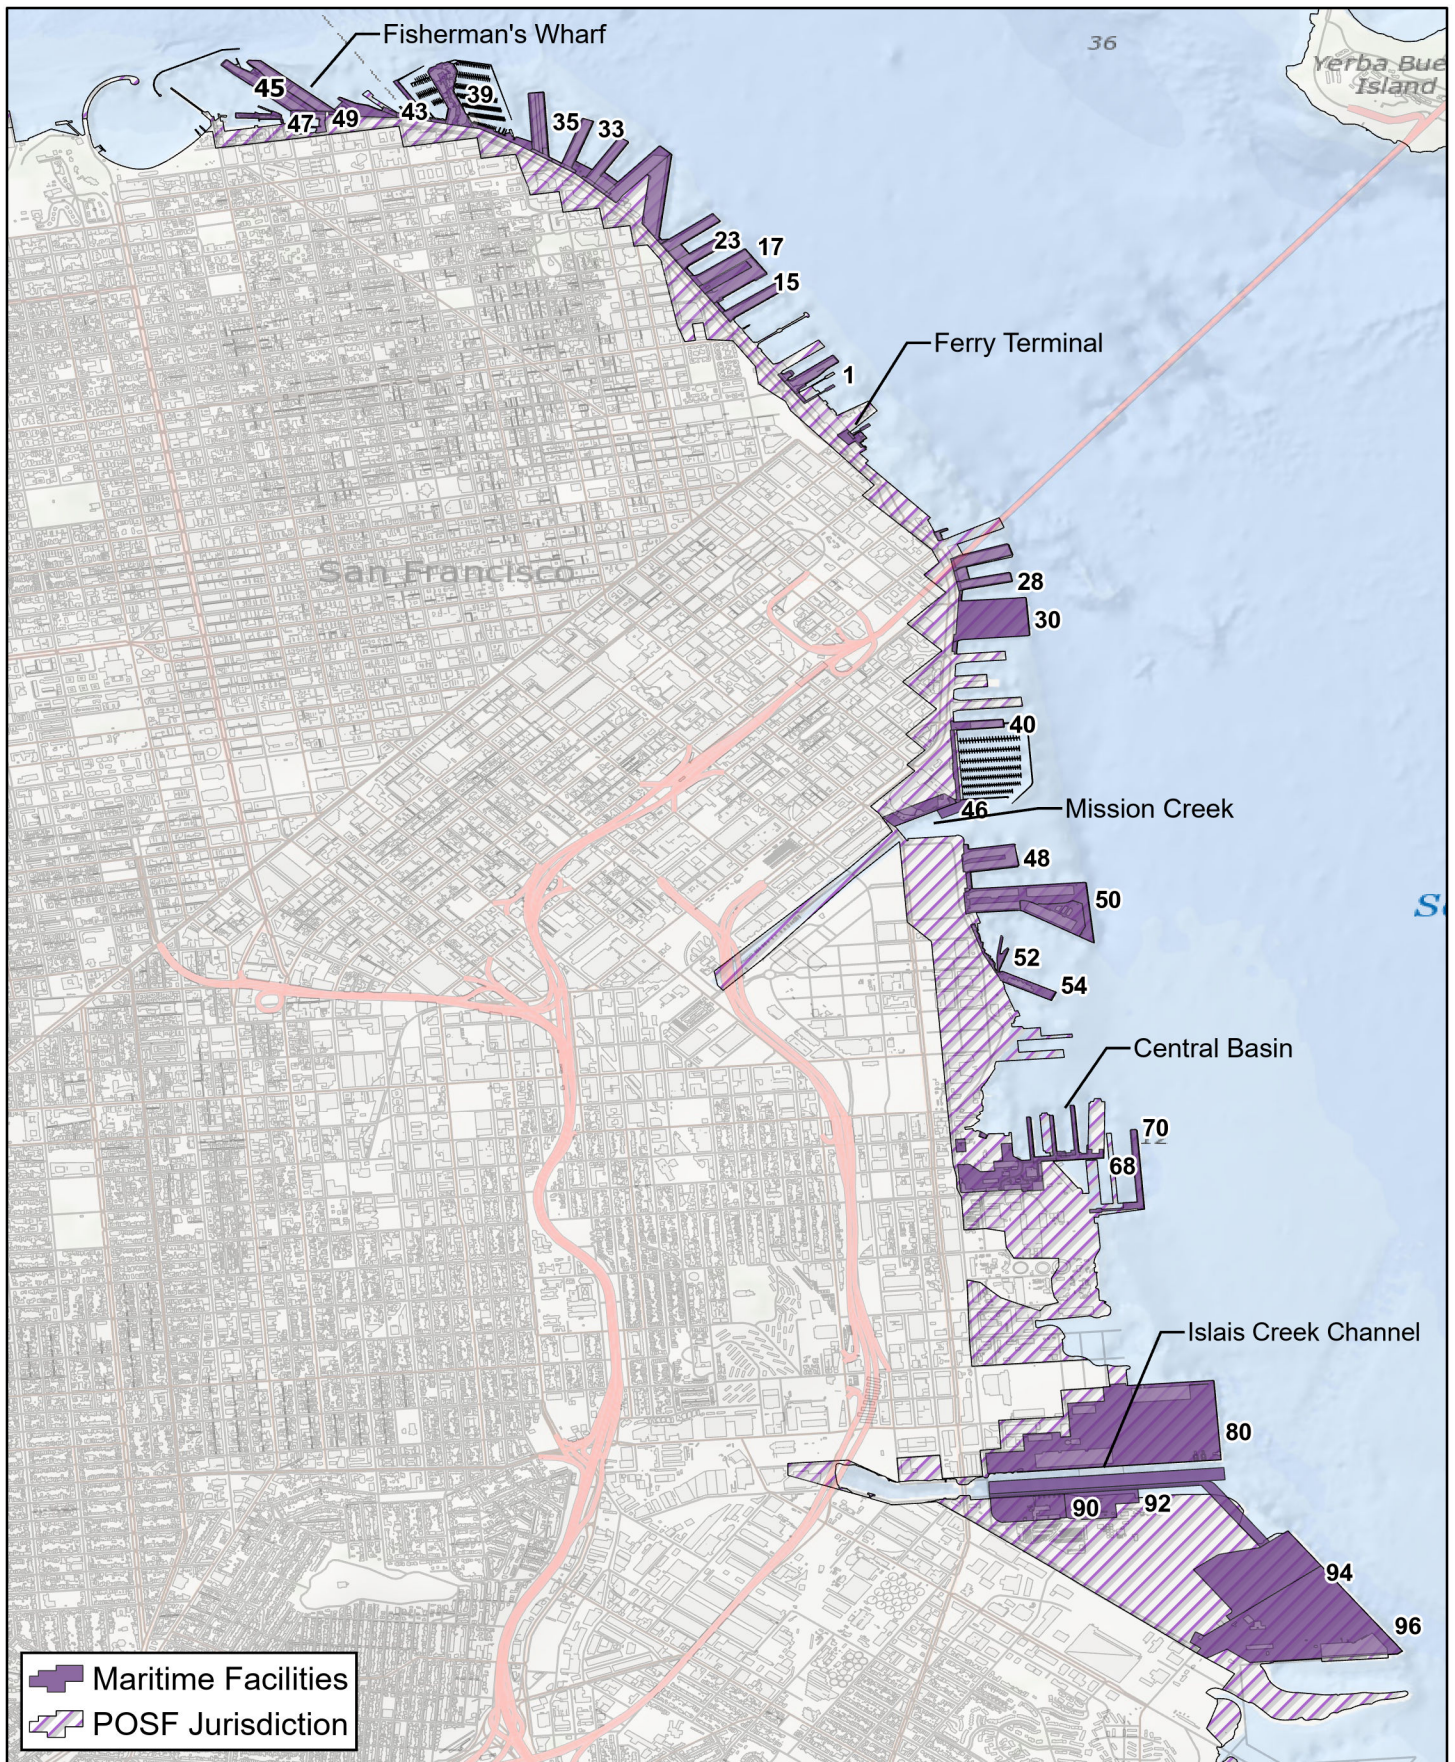 Fisherman's Wharf
36
Yerba Bue
Island
45
39
43
47
49
35
33
23
17
15
Ferry Terminal
1
San Francisco
28
30
40
46
Mission Creek
48
50
S
52
54
Central Basin
70
68
Islais Creek Channel
80
90
92
94
96
Maritime Facilities
POSF Jurisdiction